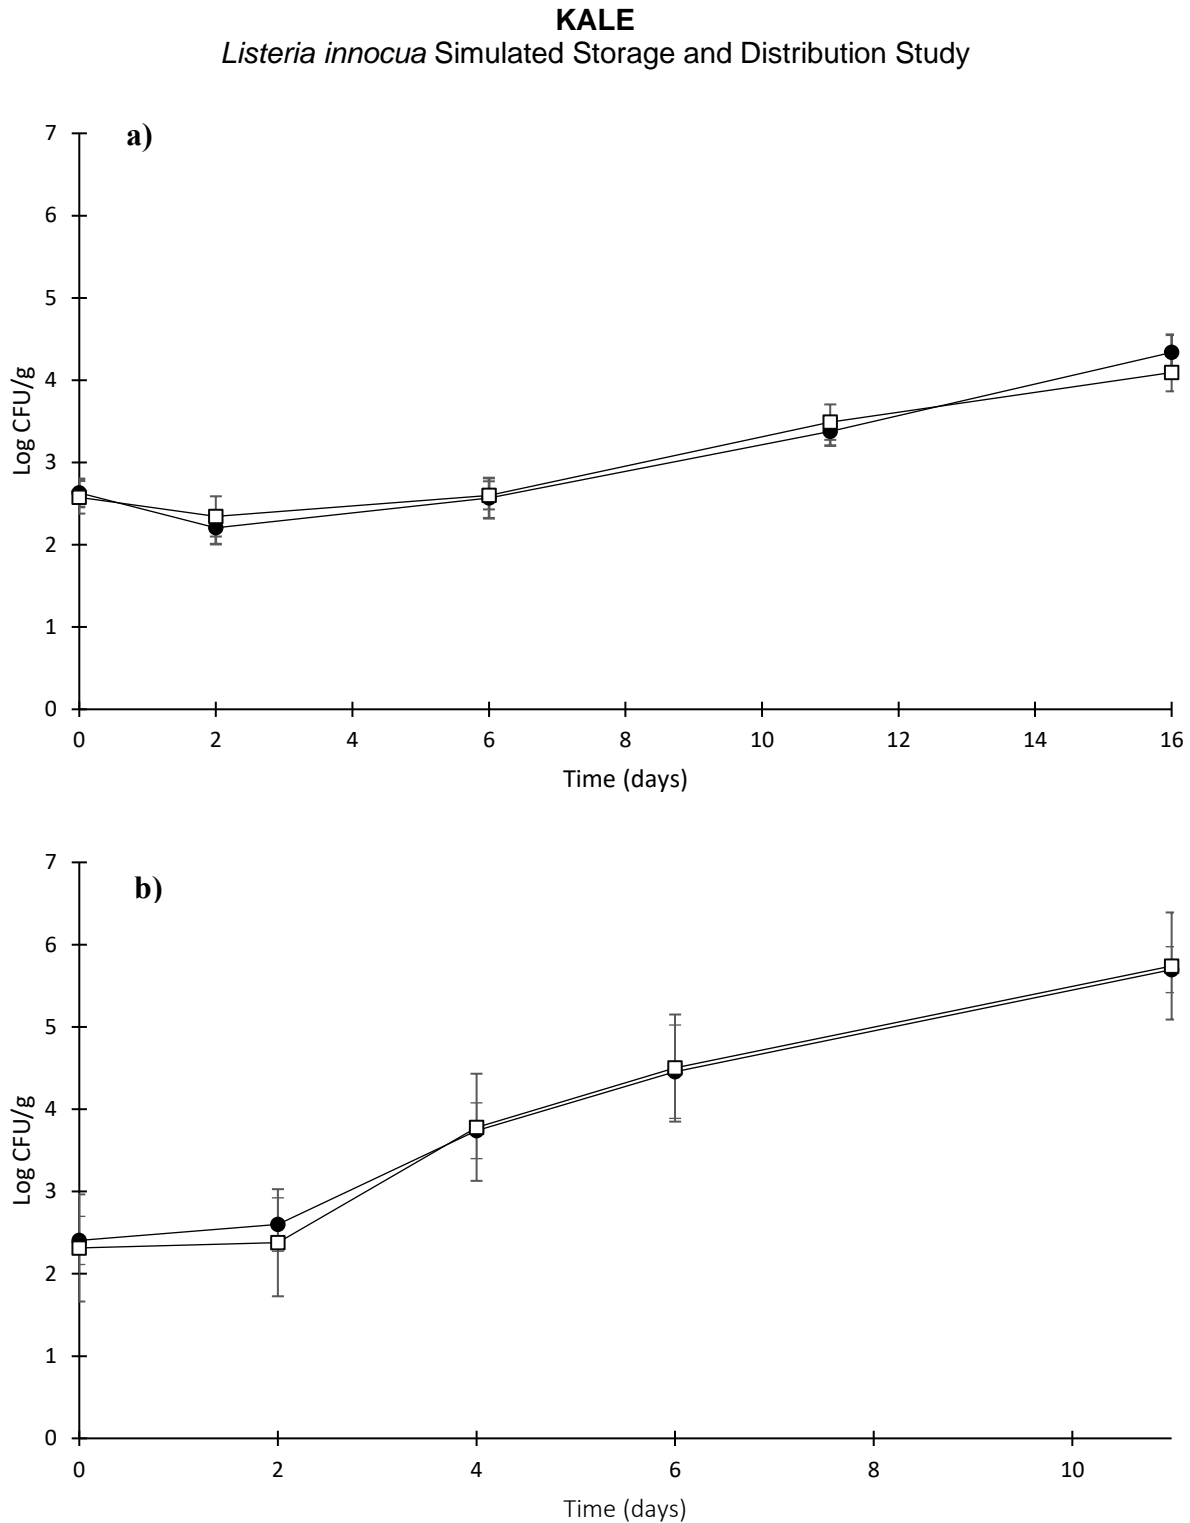 KALE
Listeria innocua Simulated Storage and Distribution Study
a)
7
6
5
4
3
2
1
0
Log CFU/g
0 2 4 6 8 10 12 14 16
Time (days)
b)
7
6
5
4
3
2
1
0
Log CFU/g
0 2 4 6 8 10
Time (days)